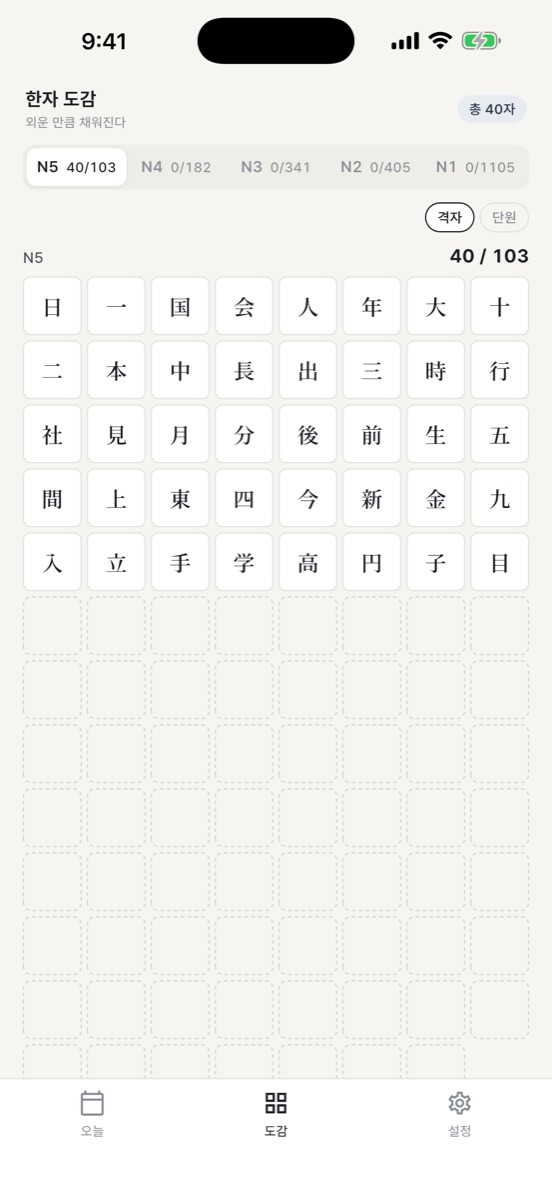 9:41
한자 도감
외운 만큼 채워진다
총 40자
N5 40/103 N4 0/182 N3 0/341 N2 0/405 N1 0/1105
격자 단원
N5 40 / 103
日 一 国 会 人 年 大 十
二 本 中 長 出 三 時 行
社 見 月 分 後 前 生 五
間 上 東 四 今 新 金 九
入 立 手 学 高 円 子 目
오늘 도감 설정